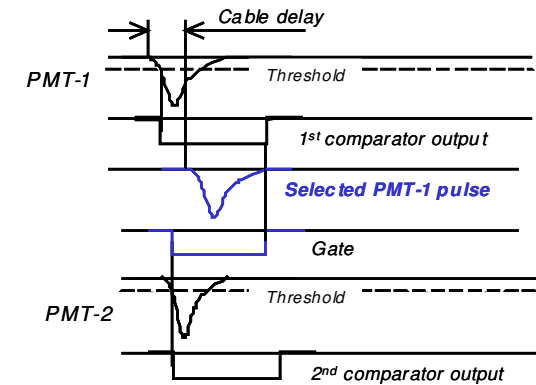 Cable delay
PMT-1
Threshold
1st comparator output
Selected PMT-1 pulse
Gate
Threshold
PMT-2
2nd comparator output